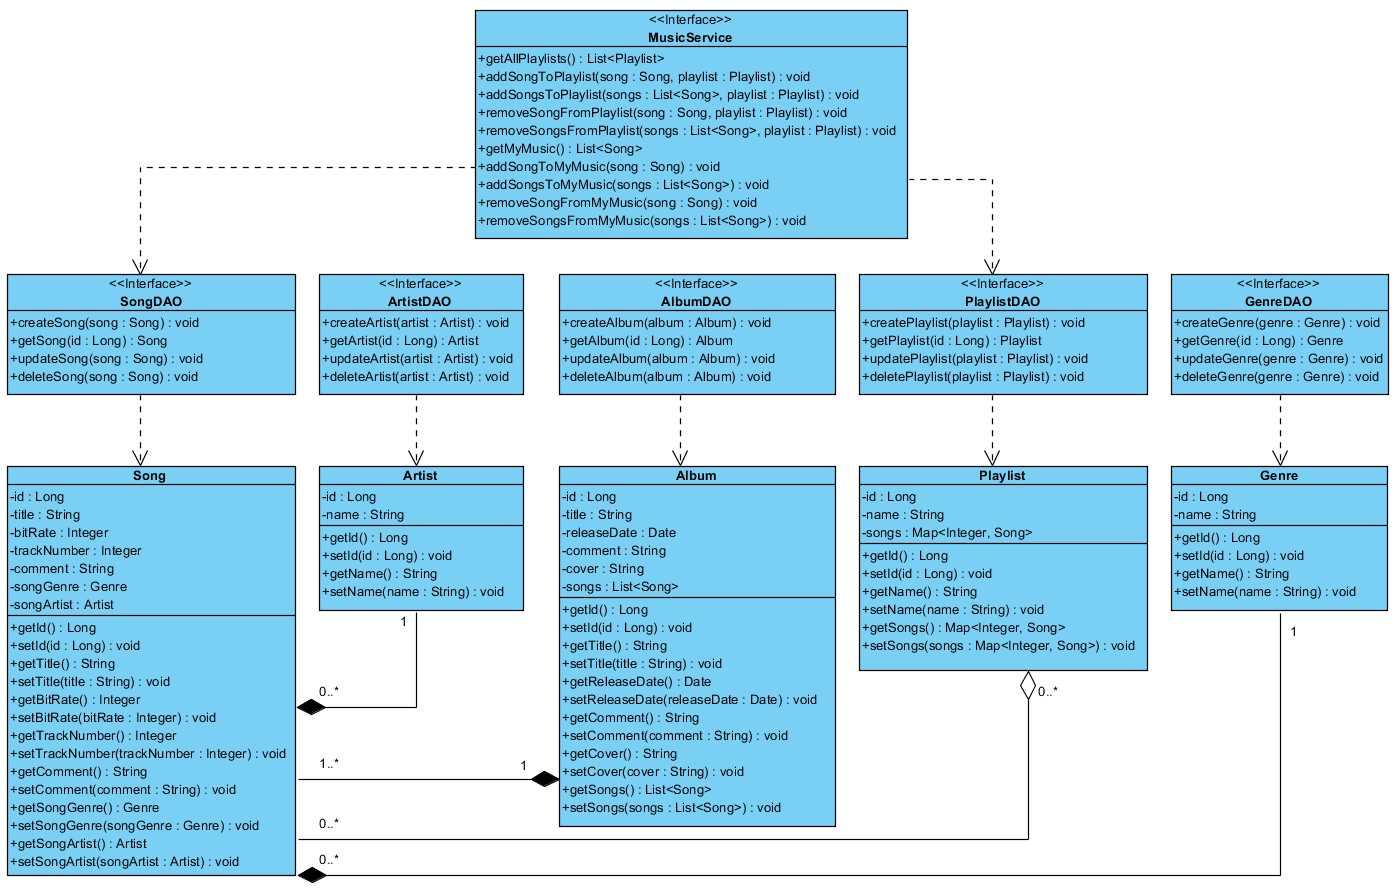 <<Interface>>
MusicService
+getAllPlaylists() : List<Playlist>
+addSongToPlaylist(song : Song, playlist : Playlist) : void
+addSongsToPlaylist(songs : List<Song>, playlist : Playlist) : void
+removeSongFromPlaylist(song : Song, playlist : Playlist) : void
+removeSongsFromPlaylist(songs : List<Song>, playlist : Playlist) : void
+getMyMusic() : List<Song>
+addSongToMyMusic(song : Song) : void
+addSongsToMyMusic(songs : List<Song>) : void
+removeSongFromMyMusic(song : Song) : void
+removeSongsFromMyMusic(songs : List<Song>) : void
<<Interface>>
SongDAO
+createSong(song : Song) : void
+getSong(id : Long) : Song
+updateSong(song : Song) : void
+deleteSong(song : Song) : void
<<Interface>>
ArtistDAO
+createArtist(artist : Artist) : void
+getArtist(id : Long) : Artist
+updateArtist(artist : Artist) : void
+deleteArtist(artist : Artist) : void
<<Interface>>
AlbumDAO
+createAlbum(album : Album) : void
+getAlbum(id : Long) : Album
+updateAlbum(album : Album) : void
+deleteAlbum(album : Album) : void
<<Interface>>
PlaylistDAO
+createPlaylist(playlist : Playlist) : void
+getPlaylist(id : Long) : Playlist
+updatePlaylist(playlist : Playlist) : void
+deletePlaylist(playlist : Playlist) : void
<<Interface>>
GenreDAO
+createGenre(genre : Genre) : void
+getGenre(id : Long) : Genre
+updateGenre(genre : Genre) : void
+deleteGenre(genre : Genre) : void
Song
-id : Long
-title : String
-bitRate : Integer
-trackNumber : Integer
-comment : String
-songGenre : Genre
-songArtist : Artist
+getId() : Long
+setId(id : Long) : void
+getTitle() : String
+setTitle(title : String) : void
+getBitRate() : Integer
+setBitRate(bitRate : Integer) : void
+getTrackNumber() : Integer
+setTrackNumber(trackNumber : Integer) : void
+getComment() : String
+setComment(comment : String) : void
+getSongGenre() : Genre
+setSongGenre(songGenre : Genre) : void
+getSongArtist() : Artist
+setSongArtist(songArtist : Artist) : void
Artist
-id : Long
-name : String
+getId() : Long
+setId(id : Long) : void
+getName() : String
+setName(name : String) : void
1
0..*
1..*
1
0..*
0..*
Album
-id : Long
-title : String
-releaseDate : Date
-comment : String
-cover : String
-songs : List<Song>
+getId() : Long
+setId(id : Long) : void
+getTitle() : String
+setTitle(title : String) : void
+getReleaseDate() : Date
+setReleaseDate(releaseDate : Date) : void
+getComment() : String
+setComment(comment : String) : void
+getCover() : String
+setCover(cover : String) : void
+getSongs() : List<Song>
+setSongs(songs : List<Song>) : void
Playlist
-id : Long
-name : String
-songs : Map<Integer, Song>
+getId() : Long
+setId(id : Long) : void
+getName() : String
+setName(name : String) : void
+getSongs() : Map<Integer, Song>
+setSongs(songs : Map<Integer, Song>) : void
0..*
Genre
-id : Long
-name : String
+getId() : Long
+setId(id : Long) : void
+getName() : String
+setName(name : String) : void
1